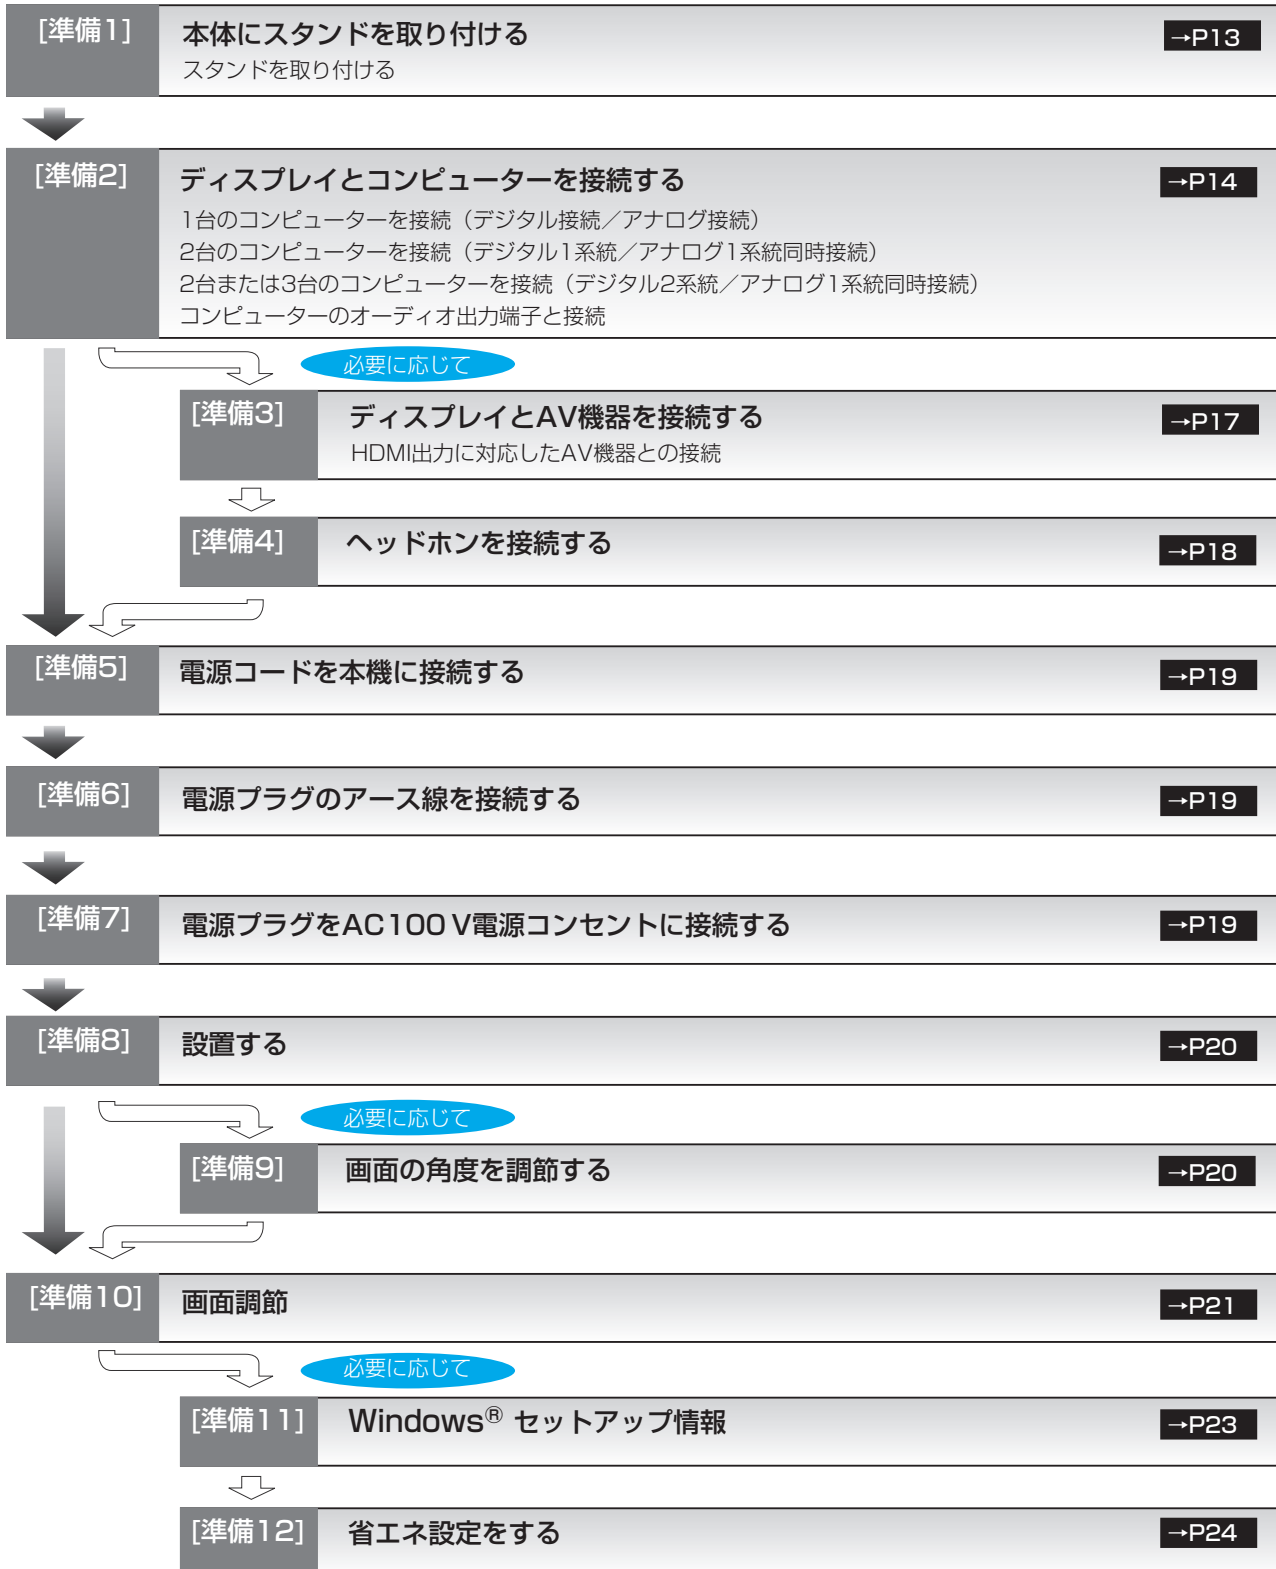 [準備1]
本体にスタンドを取り付ける
→P13
スタンドを取り付ける
[準備2]
ディスプレイとコンピューターを接続する
→P14
1台のコンピューターを接続（デジタル接続／アナログ接続）
2台のコンピューターを接続（デジタル1系統／アナログ1系統同時接続）
2台または3台のコンピューターを接続（デジタル2系統／アナログ1系統同時接続）
コンピューターのオーディオ出力端子と接続
必要に応じて
[準備3]
ディスプレイとAV機器を接続する
→P17
HDMI出力に対応したAV機器との接続
[準備4]
ヘッドホンを接続する
→P18
[準備5]
電源コードを本機に接続する
→P19
[準備6]
電源プラグのアース線を接続する
→P19
[準備7]
電源プラグをAC100 V電源コンセントに接続する
→P19
[準備8]
設置する
→P20
必要に応じて
[準備9]
画面の角度を調節する
→P20
[準備10]
画面調節
→P21
必要に応じて
[準備11]
Windows® セットアップ情報
→P23
[準備12]
省エネ設定をする
→P24